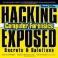 HACKING
Computer Forensics
EXPOSED
Secrets & Solutions